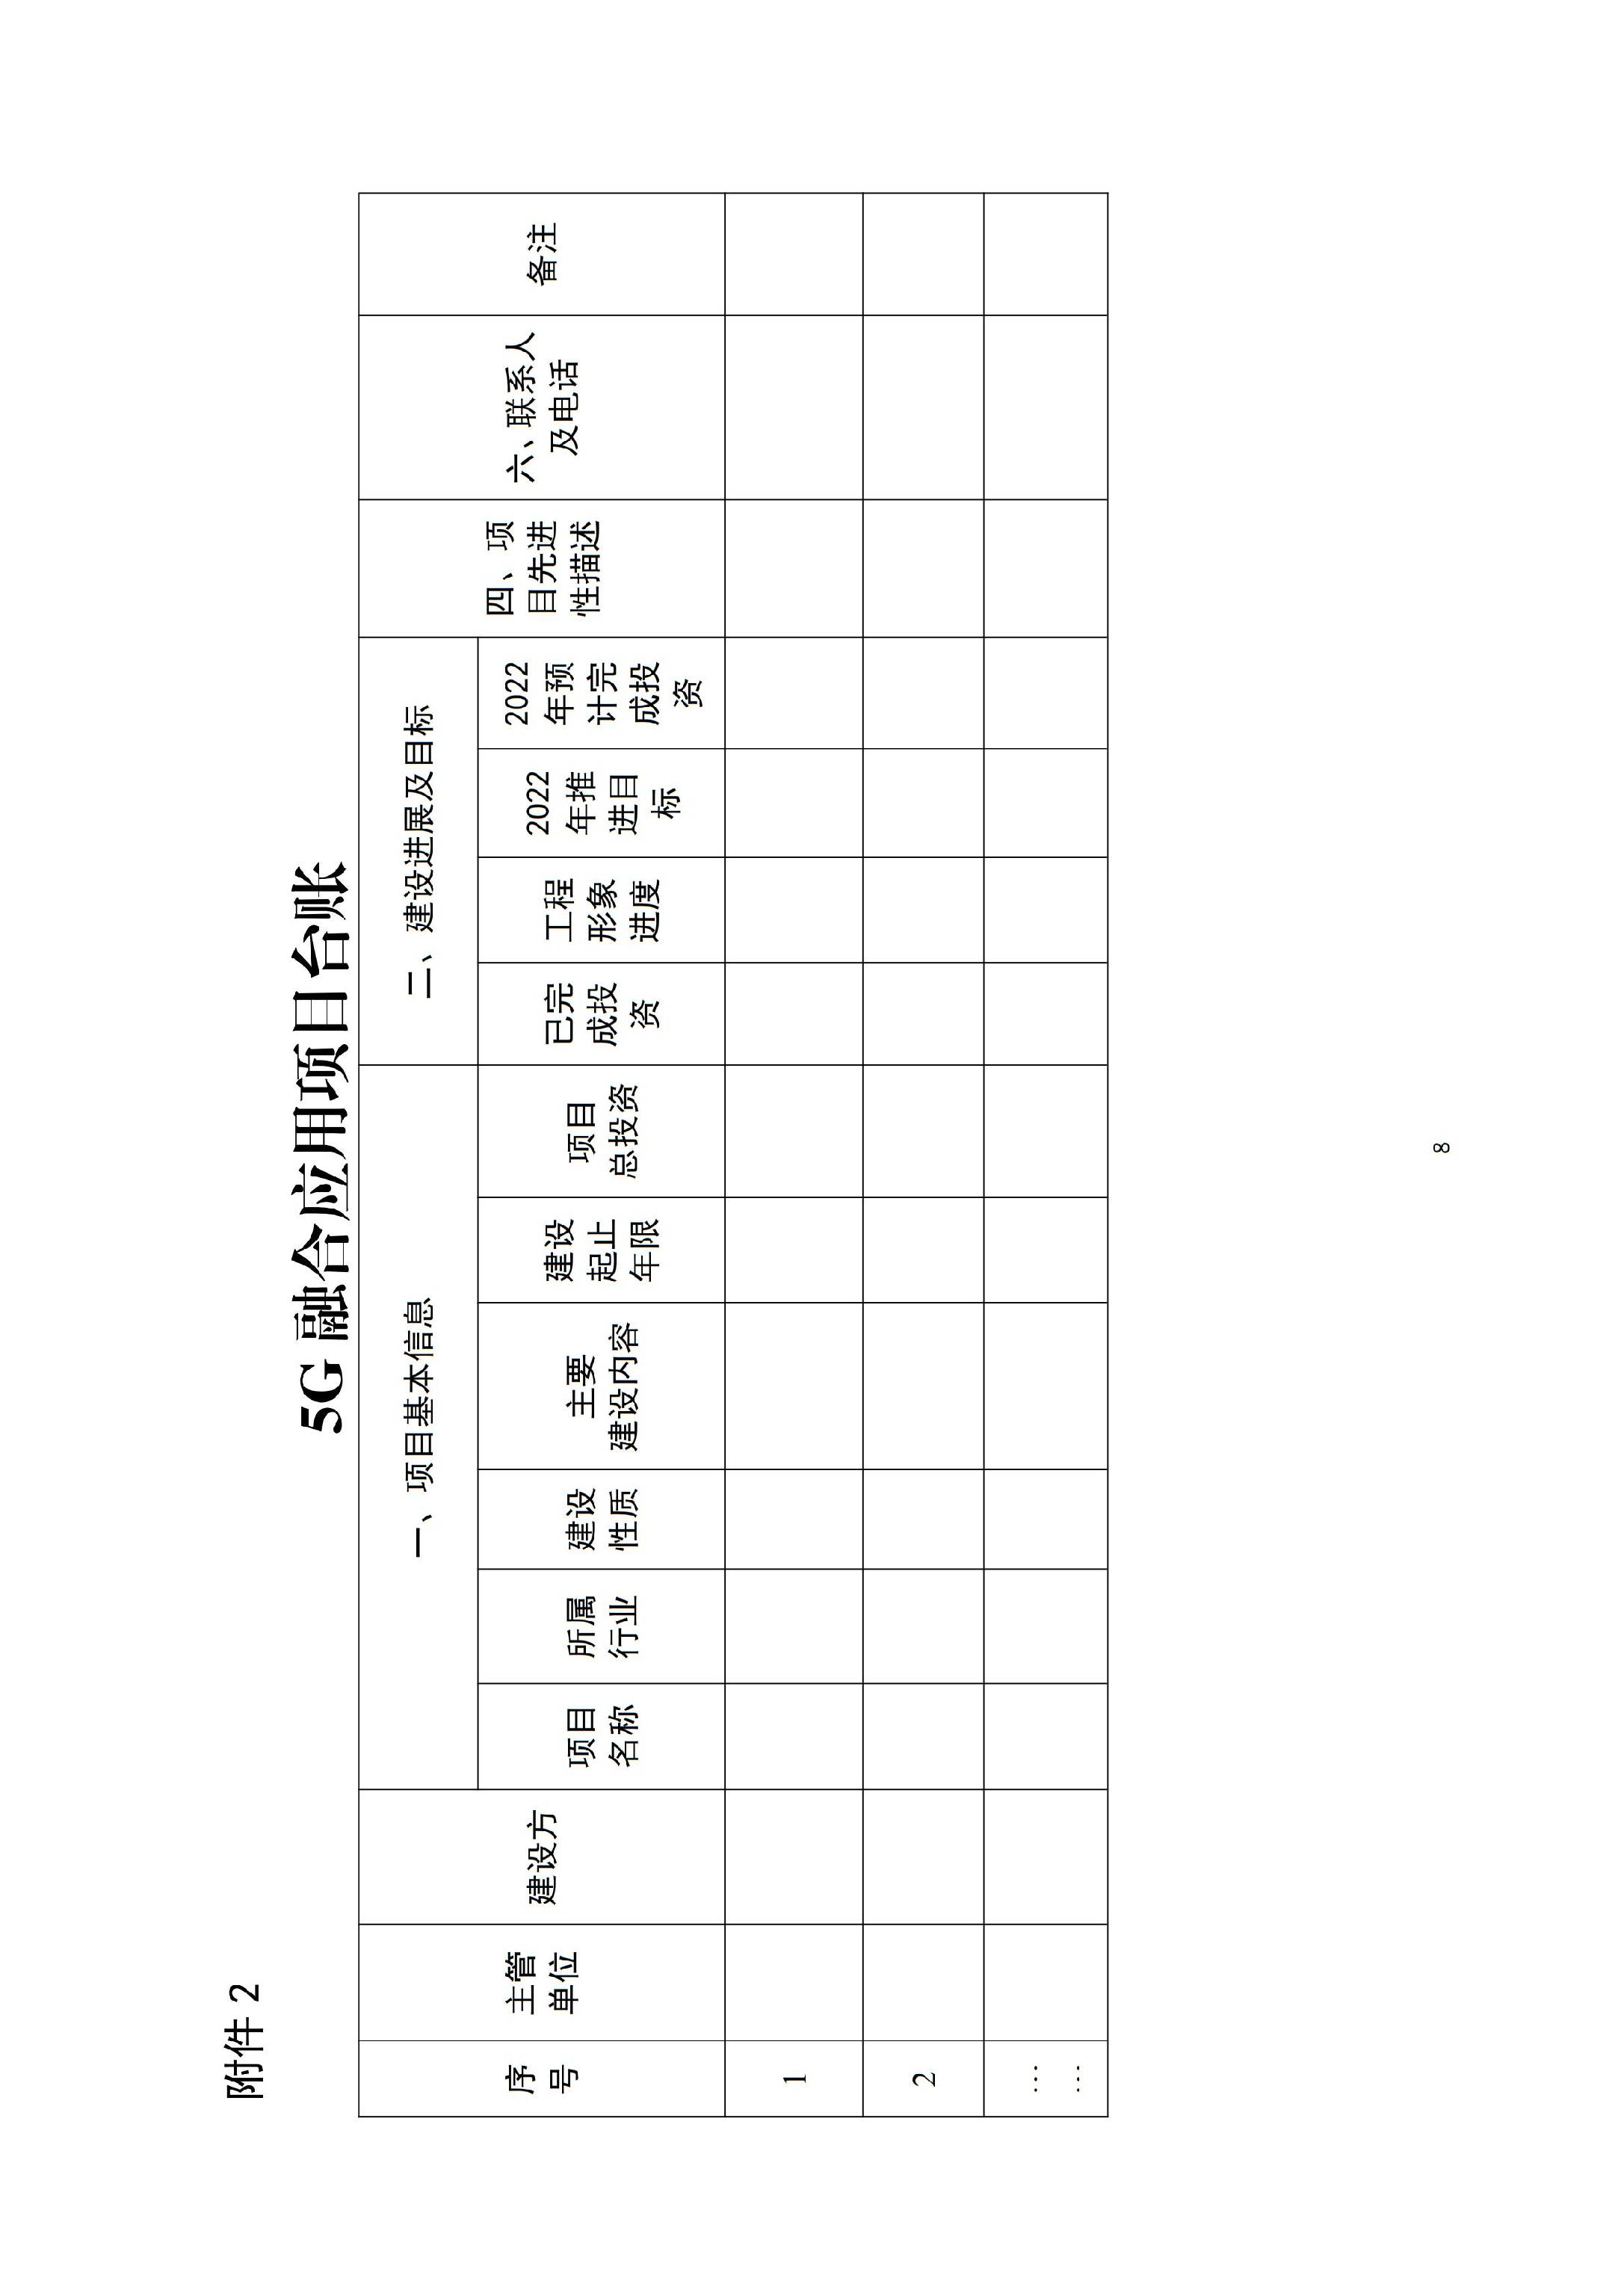 附件 2
5G 融合应用项目台账
序
号
主管
单位
建设方
一、项目基本信息
二、建设进展及目标
四、项
目先进
性描述
六、联系人
及电话
备注
项目
名称
所属
行业
建设
性质
主要
建设内容
建设
起止
年限
项目
总投资
已完
成投
资
工程
形象
进度
2022
年推
进目
标
2022
年预
计完
成投
资
1
2
…
…
8